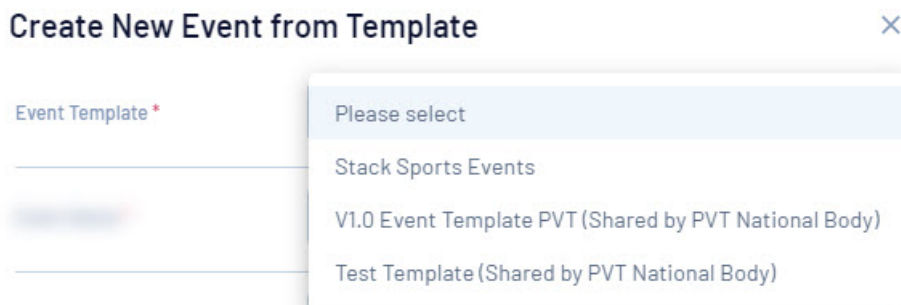 Create New Event from Template
Event Template * Please select
Stack Sports Events
V1.0 Event Template PVT (Shared by PVT National Body)
Test Template (Shared by PVT National Body)